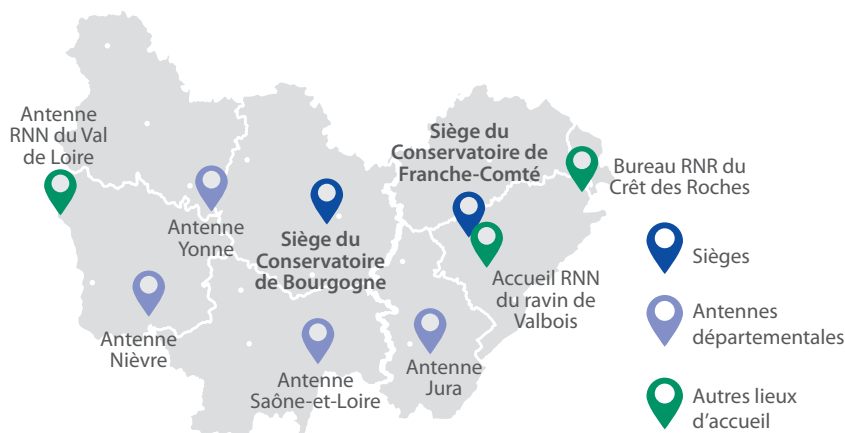 Antenne
RNN du Val
de Loire
Siège du
Conservatoire de
Franche-Comté
Bureau RNR du
Crêt des Roches
Antenne
Yonne
Siège du
Conservatoire
de Bourgogne
Accueil RNN
du ravin de
Valbois
Antenne
Nièvre
Antenne
Saône-et-Loire
Antenne
Jura
Sièges
Antennes
départementales
Autres lieux
d'accueil